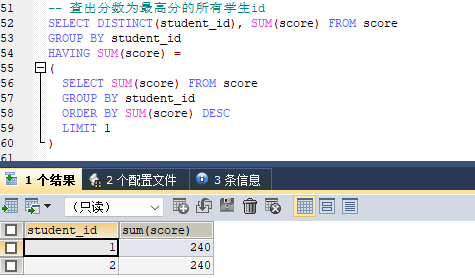 51 -- 查出分数为最高分的所有学生id
52 SELECT DISTINCT(student_id), SUM(score) FROM score
53 GROUP BY student_id
54 HAVING SUM(score) =
55 (
56 SELECT SUM(score) FROM score
57 GROUP BY student_id
58 ORDER BY SUM(score) DESC
59 LIMIT 1
60 )
61
1 个结果 2 个配置文件 3 条信息
（只读）
student_id sum(score)
1 240
2 240